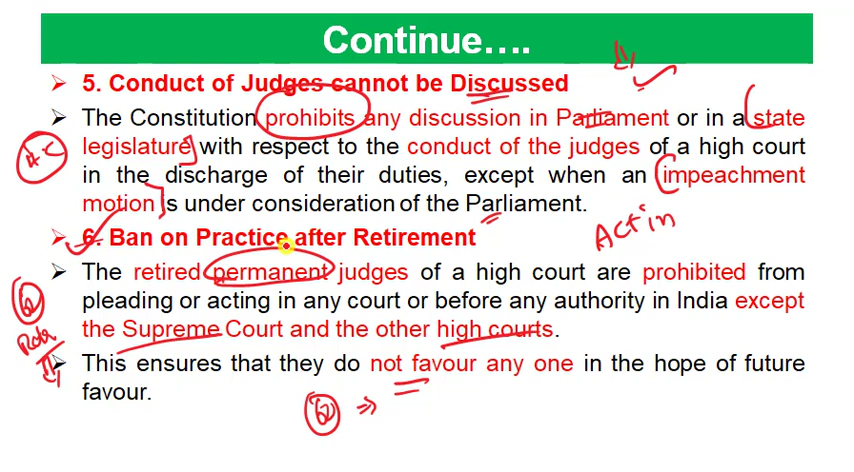 Continue….
➢ 5. Conduct of Judges cannot be Discussed
➢ The Constitution prohibits any discussion in Parliament or in a state
legislature with respect to the conduct of the judges of a high court
in the discharge of their duties, except when an impeachment
motion is under consideration of the Parliament.
HC
Act in
➢ 6. Ban on Practice after Retirement
➢ The retired permanent judges of a high court are prohibited from
pleading or acting in any court or before any authority in India except
the Supreme Court and the other high courts.
62
➢ This ensures that they do not favour any one in the hope of future
favour.
62